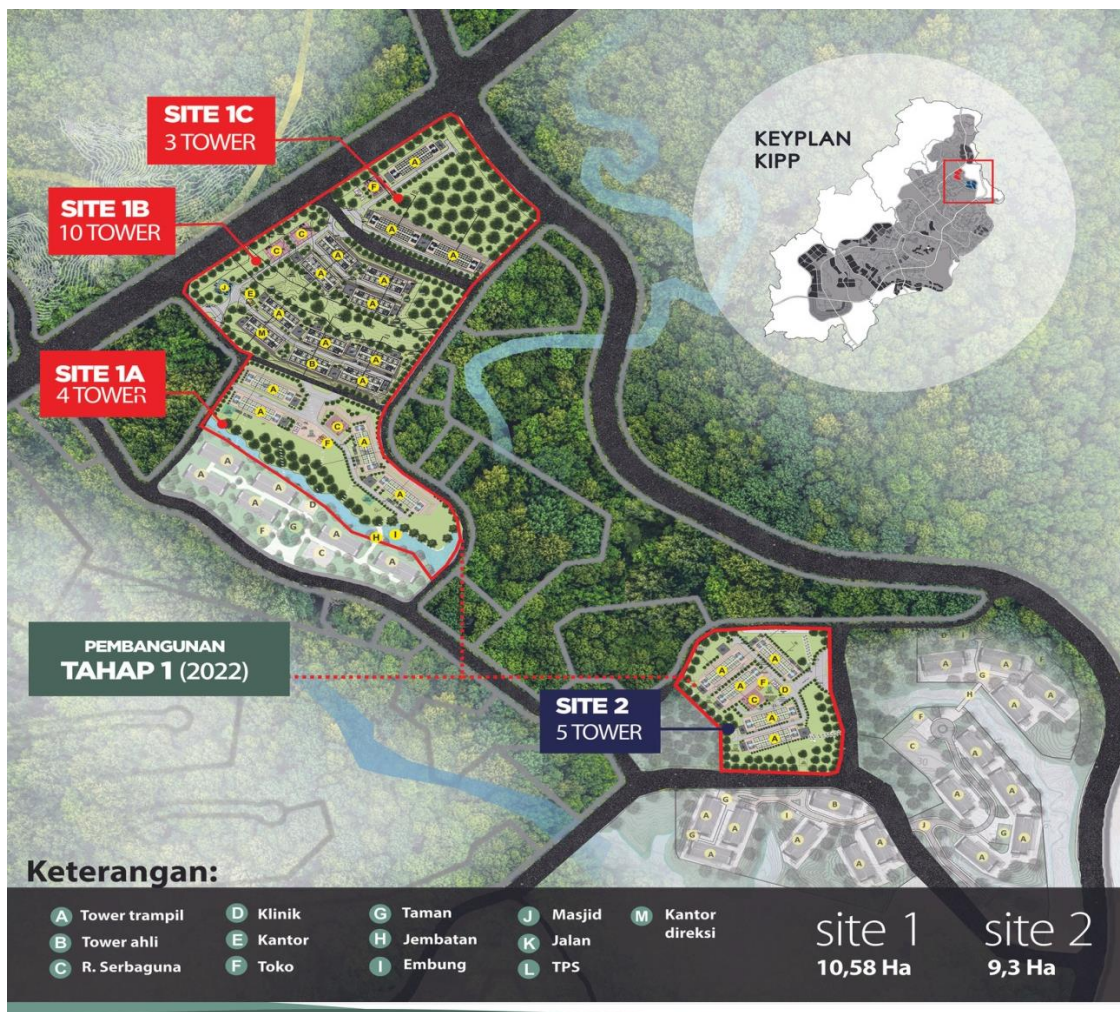 SITE 1C
3 TOWER
KEYPLAN
KIPP
SITE 1B
10 TOWER
SITE 1A
4 TOWER
PEMBANGUNAN
TAHAP 1 (2022)
SITE 2
5 TOWER
Keterangan:
A Tower trampil
B Tower ahli
C R. Serbaguna
D Klinik
E Kantor
F Toko
G Taman
H Jembatan
I Embung
J Masjid
K Jalan
L TPS
M Kantor
direksi
site 1
10,58 Ha
site 2
9,3 Ha